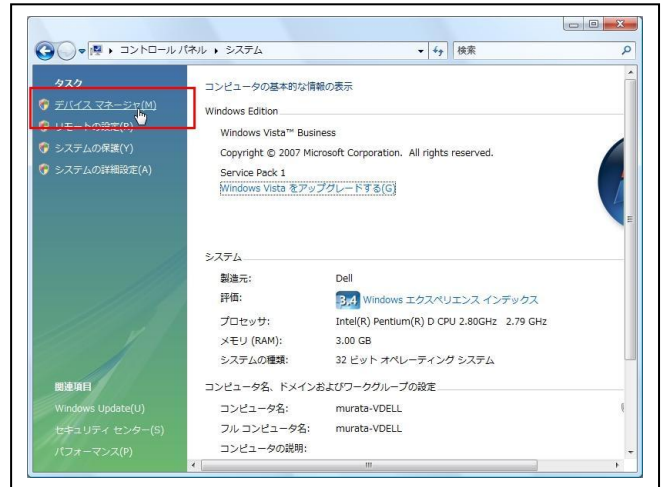 コントロール パネル ▸ システム
検索
タスク
デバイス マネージャ(M)
リモートの設定(R)
システムの保護(Y)
システムの詳細設定(A)
関連項目
Windows Update(U)
セキュリティ センター(S)
パフォーマンス(P)
コンピュータの基本的な情報の表示
Windows Edition
Windows Vista™ Business
Copyright © 2007 Microsoft Corporation. All rights reserved.
Service Pack 1
Windows Vista をアップグレードする(G)
システム
製造元: Dell
評価: 3.4 Windows エクスペリエンス インデックス
プロセッサ: Intel(R) Pentium(R) D CPU 2.80GHz 2.79 GHz
メモリ (RAM): 3.00 GB
システムの種類: 32 ビット オペレーティング システム
コンピュータ名、ドメインおよびワークグループの設定
コンピュータ名: murata-VDELL
フル コンピュータ名: murata-VDELL
コンピュータの説明: